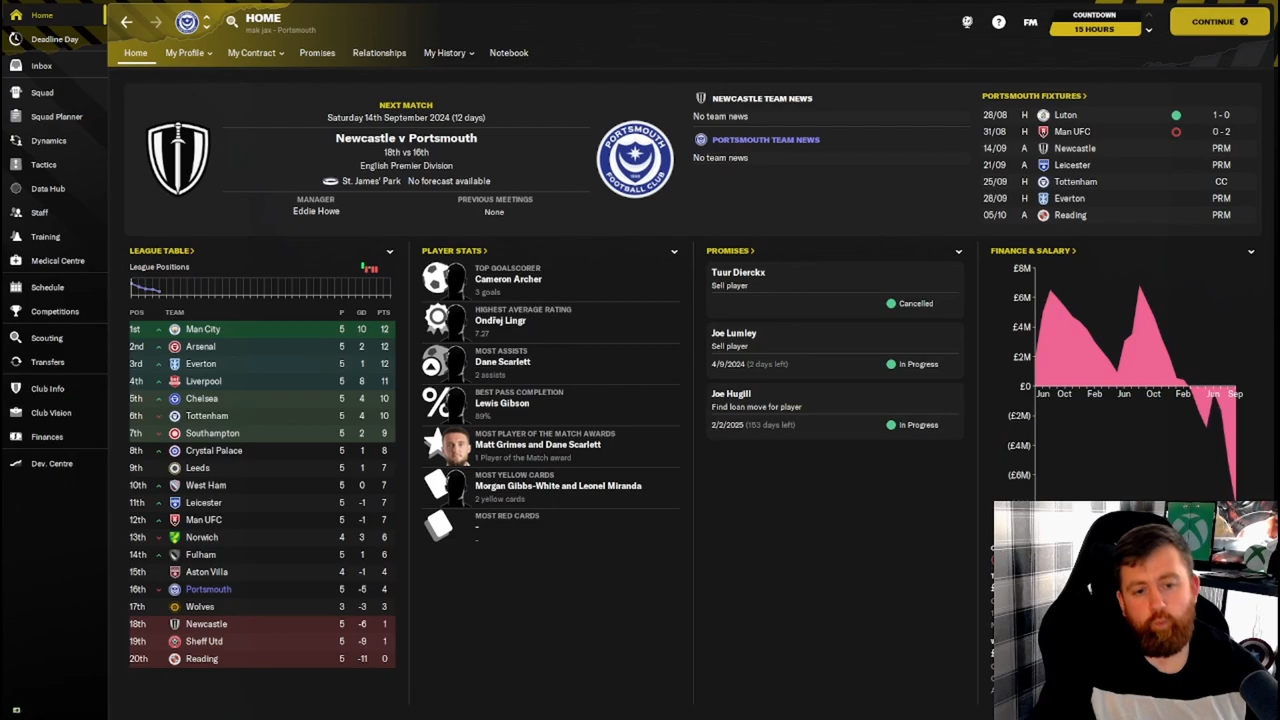 Home
Deadline Day
Inbox
Squad
Squad Planner
Dynamics
Tactics
Data Hub
Staff
Training
Medical Centre
Schedule
Competitions
Scouting
Transfers
Club Info
Club Vision
Finances
Dev. Centre
HOME
mak jax - Portsmouth
FM
COUNTDOWN
15 HOURS
CONTINUE
Home My Profile My Contract Promises Relationships My History Notebook
NEXT MATCH
Saturday 14th September 2024 (12 days)
Newcastle v Portsmouth
18th vs 16th
English Premier Division
St. James' Park No forecast available
MANAGER
Eddie Howe
PREVIOUS MEETINGS
None
PORTSMOUTH
FOOTBALL CLUB
NEWCASTLE TEAM NEWS
No team news
PORTSMOUTH TEAM NEWS
No team news
PORTSMOUTH FIXTURES >
28/08 H Luton 1 - 0
31/08 H Man UFC 0 - 2
14/09 A Newcastle PRM
21/09 A Leicester PRM
25/09 H Tottenham CC
28/09 H Everton PRM
05/10 A Reading PRM
LEAGUE TABLE >
League Positions
POS TEAM P GD PTS
1st Man City 5 10 12
2nd Arsenal 5 2 12
3rd Everton 5 1 12
4th Liverpool 5 8 11
5th Chelsea 5 4 10
6th Tottenham 5 4 10
7th Southampton 5 2 9
8th Crystal Palace 5 1 8
9th Leeds 5 1 7
10th West Ham 5 0 7
11th Leicester 5 -1 7
12th Man UFC 5 -1 7
13th Norwich 4 3 6
14th Fulham 5 1 6
15th Aston Villa 4 -1 4
16th Portsmouth 5 -5 4
17th Wolves 3 -3 3
18th Newcastle 5 -6 1
19th Sheff Utd 5 -9 1
20th Reading 5 -11 0
PLAYER STATS >
TOP GOALSCORER
Cameron Archer
3 goals
HIGHEST AVERAGE RATING
Ondřej Lingr
7.27
MOST ASSISTS
Dane Scarlett
2 assists
BEST PASS COMPLETION
Lewis Gibson
89%
MOST PLAYER OF THE MATCH AWARDS
Matt Grimes and Dane Scarlett
1 Player of the Match award
MOST YELLOW CARDS
Morgan Gibbs-White and Leonel Miranda
2 yellow cards
MOST RED CARDS
-
-
PROMISES >
Tuur Dierckx
Sell player
Cancelled
Joe Lumley
Sell player
4/9/2024 (2 days left) In Progress
Joe Hugill
Find loan move for player
2/2/2025 (153 days left) In Progress
FINANCE & SALARY >
£8M
£6M
£4M
£2M
£0
(£2M)
(£4M)
(£6M)
Jun Oct Feb Jun Oct Feb Jun Sep